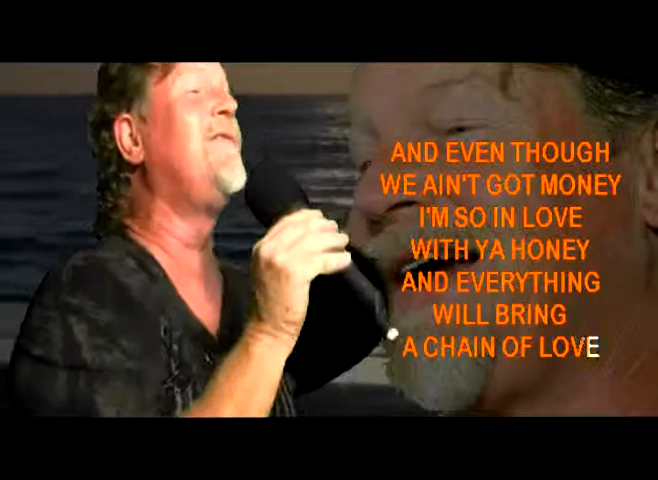 AND EVEN THOUGH
WE AIN'T GOT MONEY
I'M SO IN LOVE
WITH YA HONEY
AND EVERYTHING
WILL BRING
A CHAIN OF LOVE